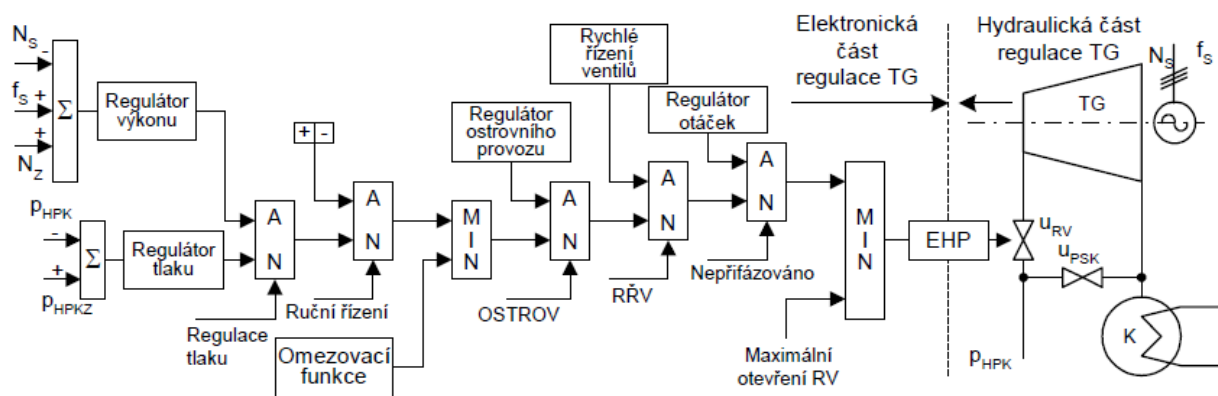 N_S
-
f_S
+
+
N_Z
Σ
Regulátor
výkonu
p_HPK
-
+
p_HPKZ
Σ
Regulátor
tlaku
A
N
Regulace
tlaku
+ -
A
N
Ruční řízení
Omezovací
funkce
M
I
N
Regulátor
ostrovního
provozu
A
N
OSTROV
Rychlé
řízení
ventilů
A
N
RŘV
Regulátor
otáček
A
N
Nepřifázováno
M
I
N
Maximální
otevření RV
Elektronická
část
regulace TG
Hydraulická část
regulace TG
EHP
N_S
f_S
TG
u_RV
u_PSK
p_HPK
K